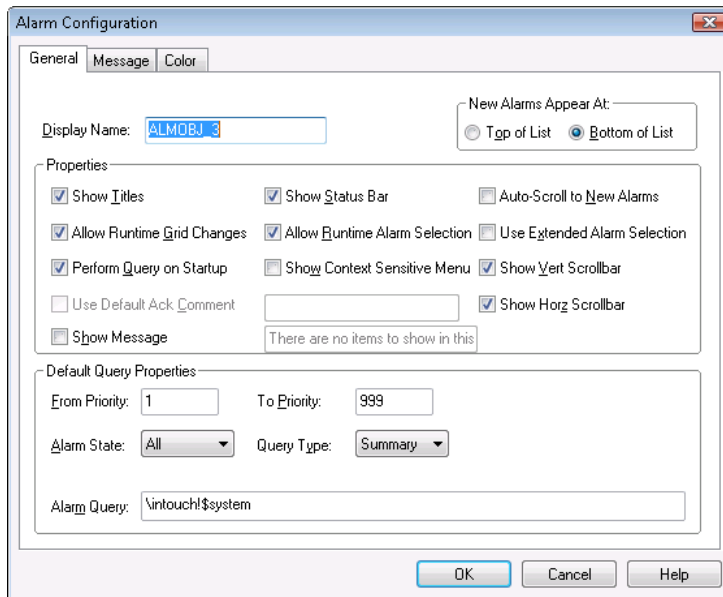 Alarm Configuration
General Message Color
New Alarms Appear At:
Display Name: ALMOBJ_3
Top of List Bottom of List
Properties
Show Titles Show Status Bar Auto-Scroll to New Alarms
Allow Runtime Grid Changes Allow Runtime Alarm Selection Use Extended Alarm Selection
Perform Query on Startup Show Context Sensitive Menu Show Vert Scrollbar
Use Default Ack Comment Show Horz Scrollbar
Show Message There are no items to show in this
Default Query Properties
From Priority: 1 To Priority: 999
Alarm State: All Query Type: Summary
Alarm Query: \intouch!$system
OK Cancel Help